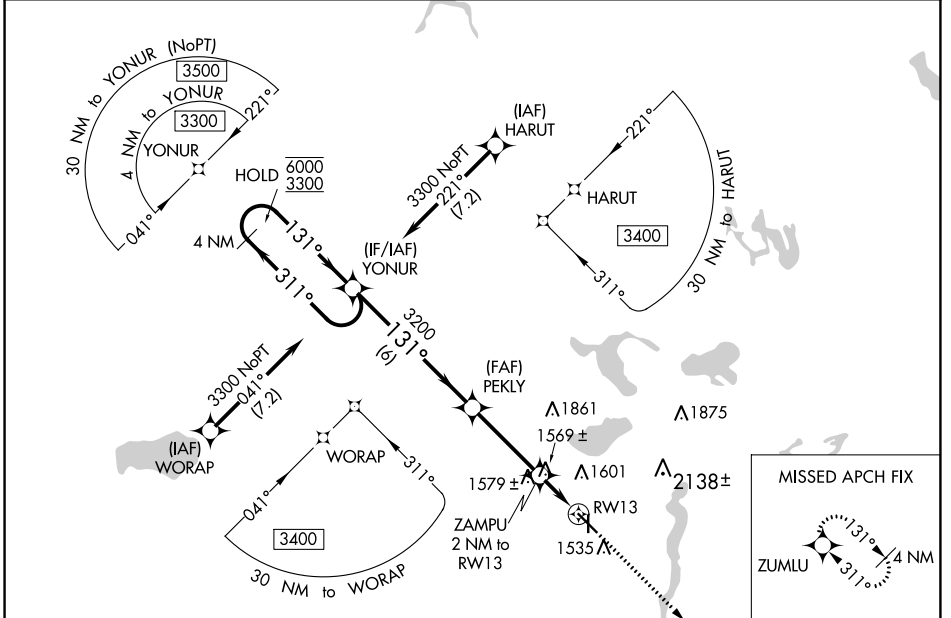 30 NM to YONUR (NoPT)
3500
4 NM to YONUR
3300
221°
YONUR
041°
HOLD 6000
3300
4 NM
131°
311°
(IF/IAF)
YONUR
(IAF)
HARUT
3300 NoPT
221°
(7.2)
221°
HARUT
3400
311°
30 NM to HARUT
3200
131°
(6)
(FAF)
PEKLY
3300 NoPT
041°
(7.2)
(IAF)
WORAP
WORAP
041°
311°
3400
30 NM to WORAP
1861
1875
1569 ±
1579 ±
1601
2138±
RW13
ZAMPU
2 NM to
RW13
1535
MISSED APCH FIX
131°
4 NM
ZUMLU
311°